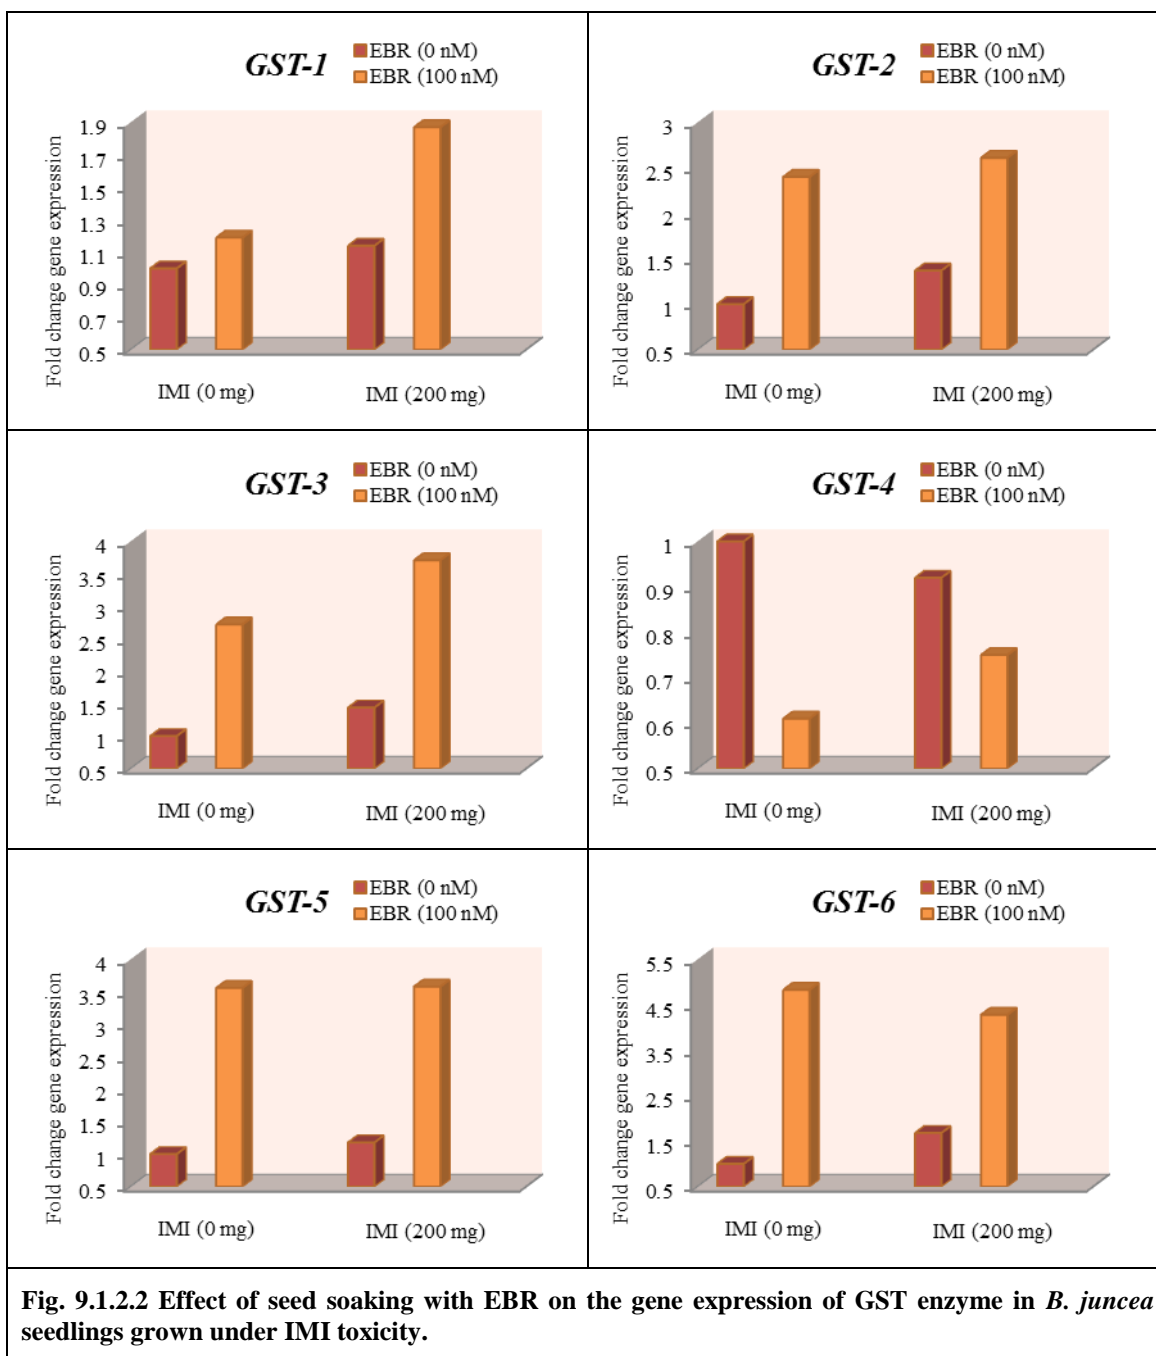 GST-1
EBR (0 nM)
EBR (100 nM)
Fold change gene expression
1.9
1.7
1.5
1.3
1.1
0.9
0.7
0.5
IMI (0 mg)
IMI (200 mg)
GST-2
EBR (0 nM)
EBR (100 nM)
Fold change gene expression
3
2.5
2
1.5
1
0.5
IMI (0 mg)
IMI (200 mg)
GST-3
EBR (0 nM)
EBR (100 nM)
Fold change gene expression
4
3.5
3
2.5
2
1.5
1
0.5
IMI (0 mg)
IMI (200 mg)
GST-4
EBR (0 nM)
EBR (100 nM)
Fold change gene expression
1
0.9
0.8
0.7
0.6
0.5
IMI (0 mg)
IMI (200 mg)
GST-5
EBR (0 nM)
EBR (100 nM)
Fold change gene expression
4
3.5
3
2.5
2
1.5
1
0.5
IMI (0 mg)
IMI (200 mg)
GST-6
EBR (0 nM)
EBR (100 nM)
Fold change gene expression
5.5
4.5
3.5
2.5
1.5
0.5
IMI (0 mg)
IMI (200 mg)
Fig. 9.1.2.2 Effect of seed soaking with EBR on the gene expression of GST enzyme in B. juncea
seedlings grown under IMI toxicity.